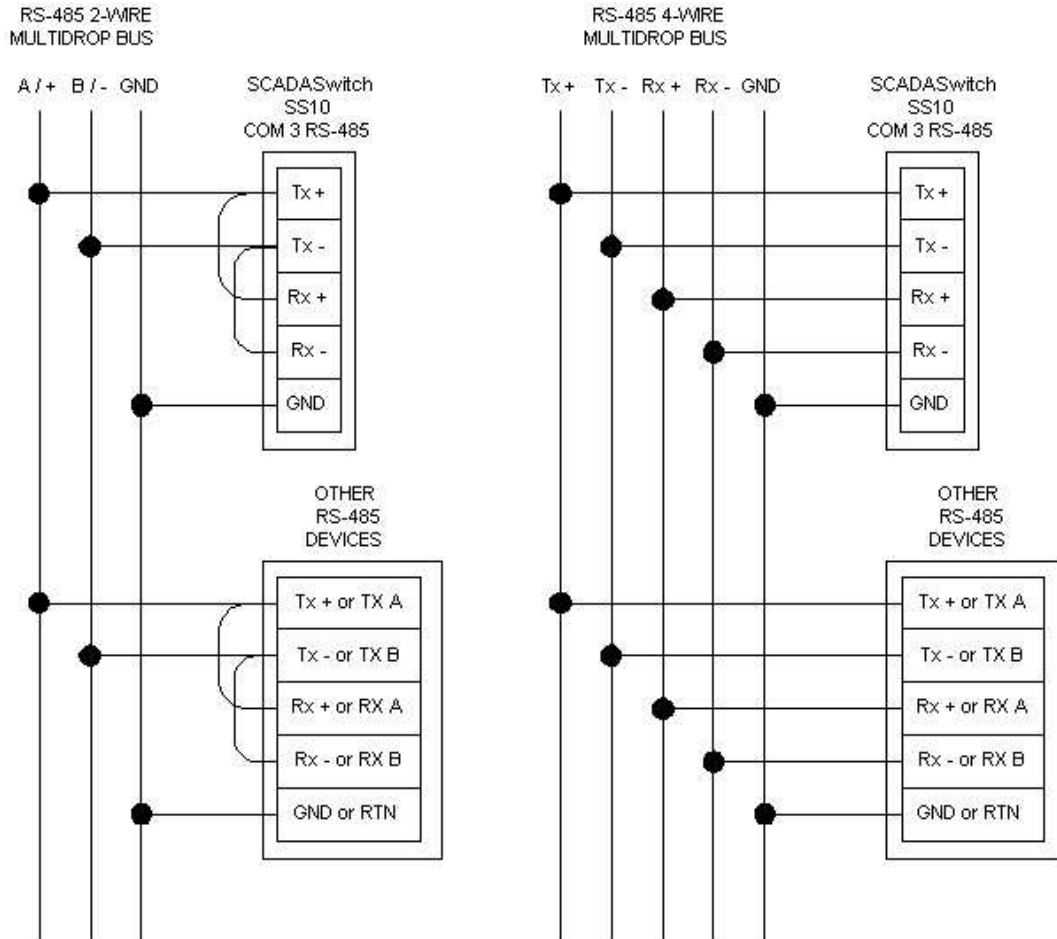 RS-485 2-WIRE
MULTIDROP BUS
A / + B / - GND
SCADASwitch
SS10
COM 3 RS-485
Tx +
Tx -
Rx +
Rx -
GND
OTHER
RS-485
DEVICES
Tx + or TX A
Tx - or TX B
Rx + or RX A
Rx - or RX B
GND or RTN
RS-485 4-WIRE
MULTIDROP BUS
Tx + Tx - Rx + Rx - GND
SCADASwitch
SS10
COM 3 RS-485
Tx +
Tx -
Rx +
Rx -
GND
OTHER
RS-485
DEVICES
Tx + or TX A
Tx - or TX B
Rx + or RX A
Rx - or RX B
GND or RTN